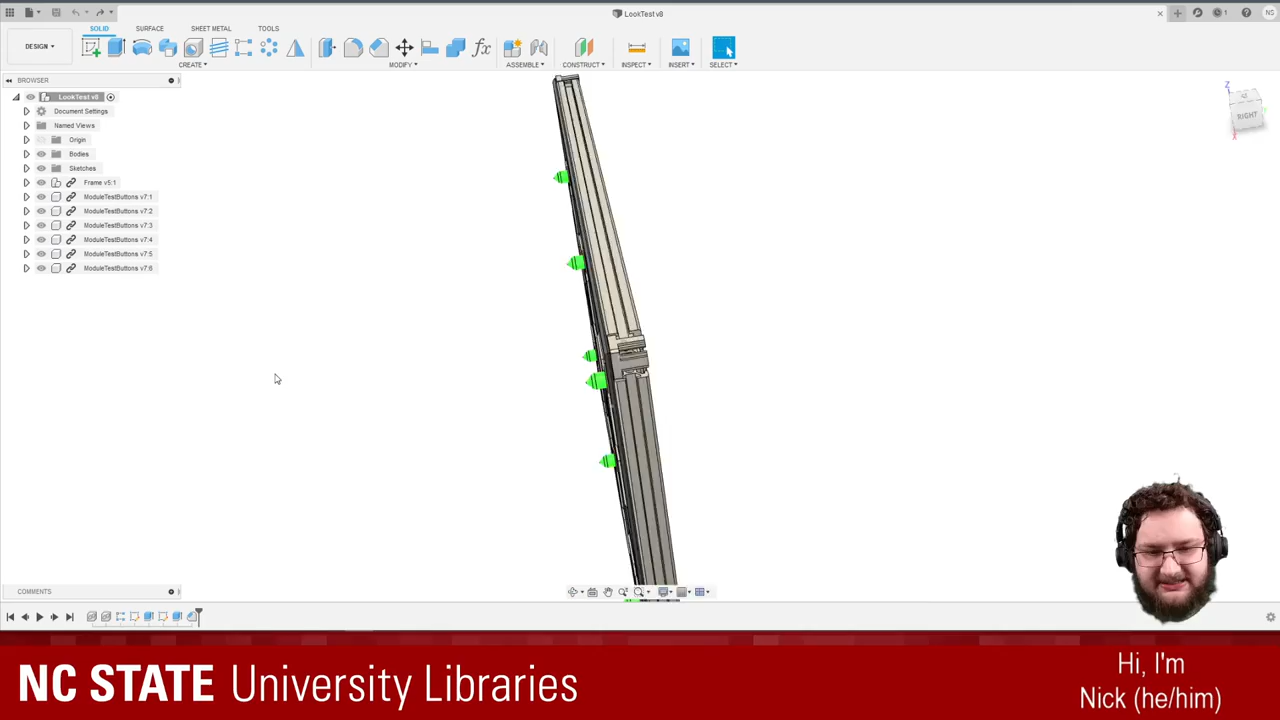 LookTest v8
1
NS
DESIGN
SOLID
SURFACE
SHEET METAL
TOOLS
CREATE
MODIFY
ASSEMBLE
CONSTRUCT
INSPECT
INSERT
SELECT
BROWSER
LookTest v8
Document Settings
Named Views
Origin
Bodies
Sketches
Frame v5:1
ModuleTestButtons v7:1
ModuleTestButtons v7:2
ModuleTestButtons v7:3
ModuleTestButtons v7:4
ModuleTestButtons v7:5
ModuleTestButtons v7:6
Z
RIGHT
X
COMMENTS
NC STATE University Libraries
Hi, I'm
Nick (he/him)